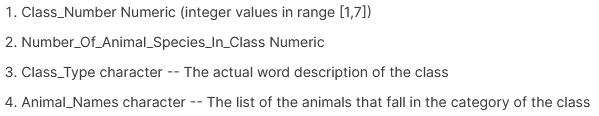 1. Class_Number Numeric (integer values in range [1,7])
2. Number_Of_Animal_Species_In_Class Numeric
3. Class_Type character -- The actual word description of the class
4. Animal_Names character -- The list of the animals that fall in the category of the class